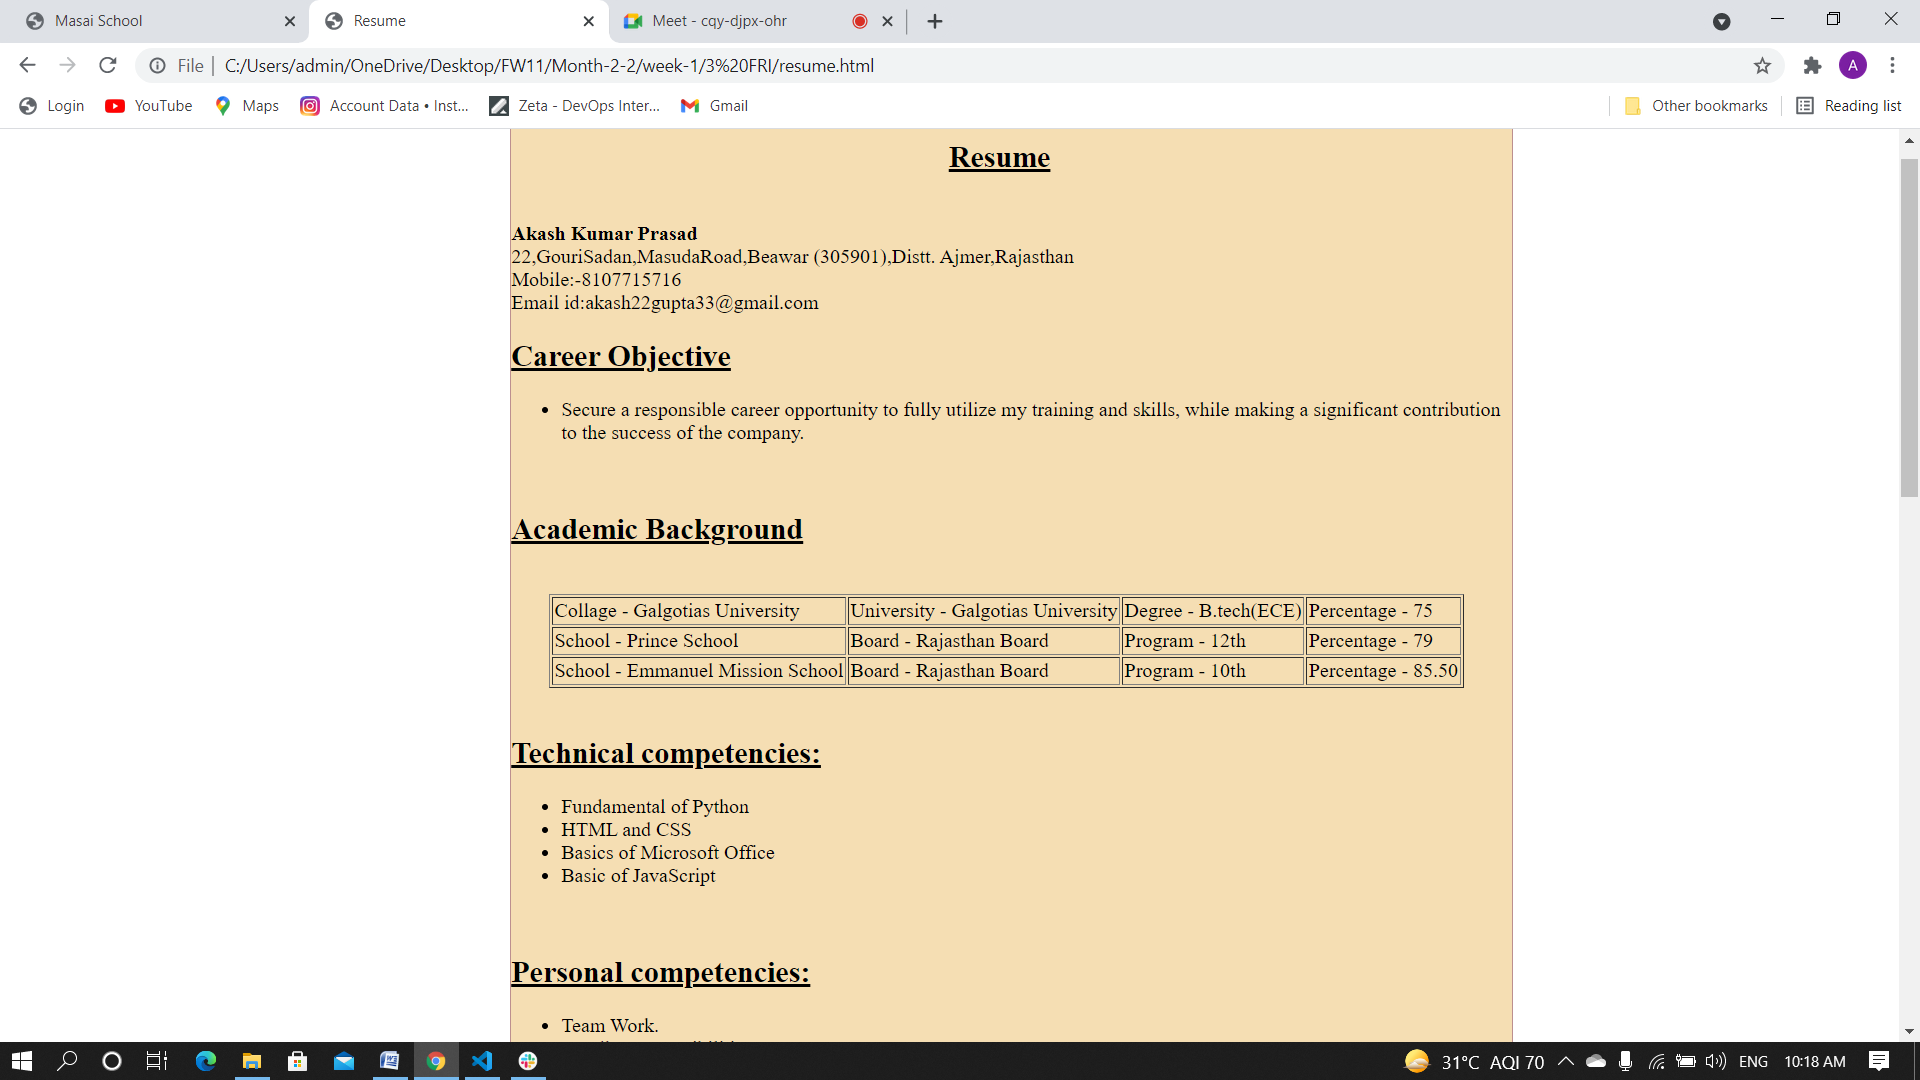 Masai School
Resume
Meet - cqy-djpx-ohr
File
C:/Users/admin/OneDrive/Desktop/FW11/Month-2-2/week-1/3%20FRI/resume.html
A
Login
YouTube
Maps
Account Data • Inst...
Zeta - DevOps Inter...
Gmail
Other bookmarks
Reading list
Resume
Akash Kumar Prasad
22,GouriSadan,MasudaRoad,Beawar (305901),Distt. Ajmer,Rajasthan
Mobile:-8107715716
Email id:akash22gupta33@gmail.com
Career Objective
• Secure a responsible career opportunity to fully utilize my training and skills, while making a significant contribution
to the success of the company.
Academic Background
Collage - Galgotias University University - Galgotias University Degree - B.tech(ECE) Percentage - 75
School - Prince School Board - Rajasthan Board Program - 12th Percentage - 79
School - Emmanuel Mission School Board - Rajasthan Board Program - 10th Percentage - 85.50
Technical competencies:
• Fundamental of Python
• HTML and CSS
• Basics of Microsoft Office
• Basic of JavaScript
Personal competencies:
• Team Work.
31°C AQI 70
ENG
10:18 AM